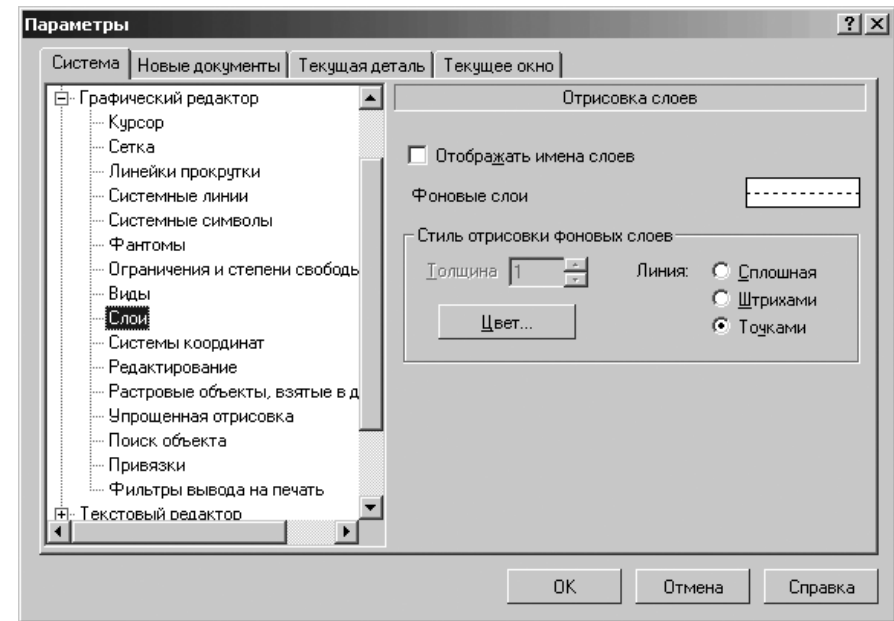 Параметры
Система Новые документы Текущая деталь Текущее окно
Графический редактор
Курсор
Сетка
Линейки прокрутки
Системные линии
Системные символы
Фантомы
Ограничения и степени свободы
Виды
Слои
Системы координат
Редактирование
Растровые объекты, взятые в д
Упрощенная отрисовка
Поиск объекта
Привязки
Фильтры вывода на печать
Текстовый редактор
Отрисовка слоев
Отображать имена слоев
Фоновые слои
Стиль отрисовки фоновых слоев
Толщина 1 Линия: Сплошная
Штрихами
Цвет... Точками
OK Отмена Справка